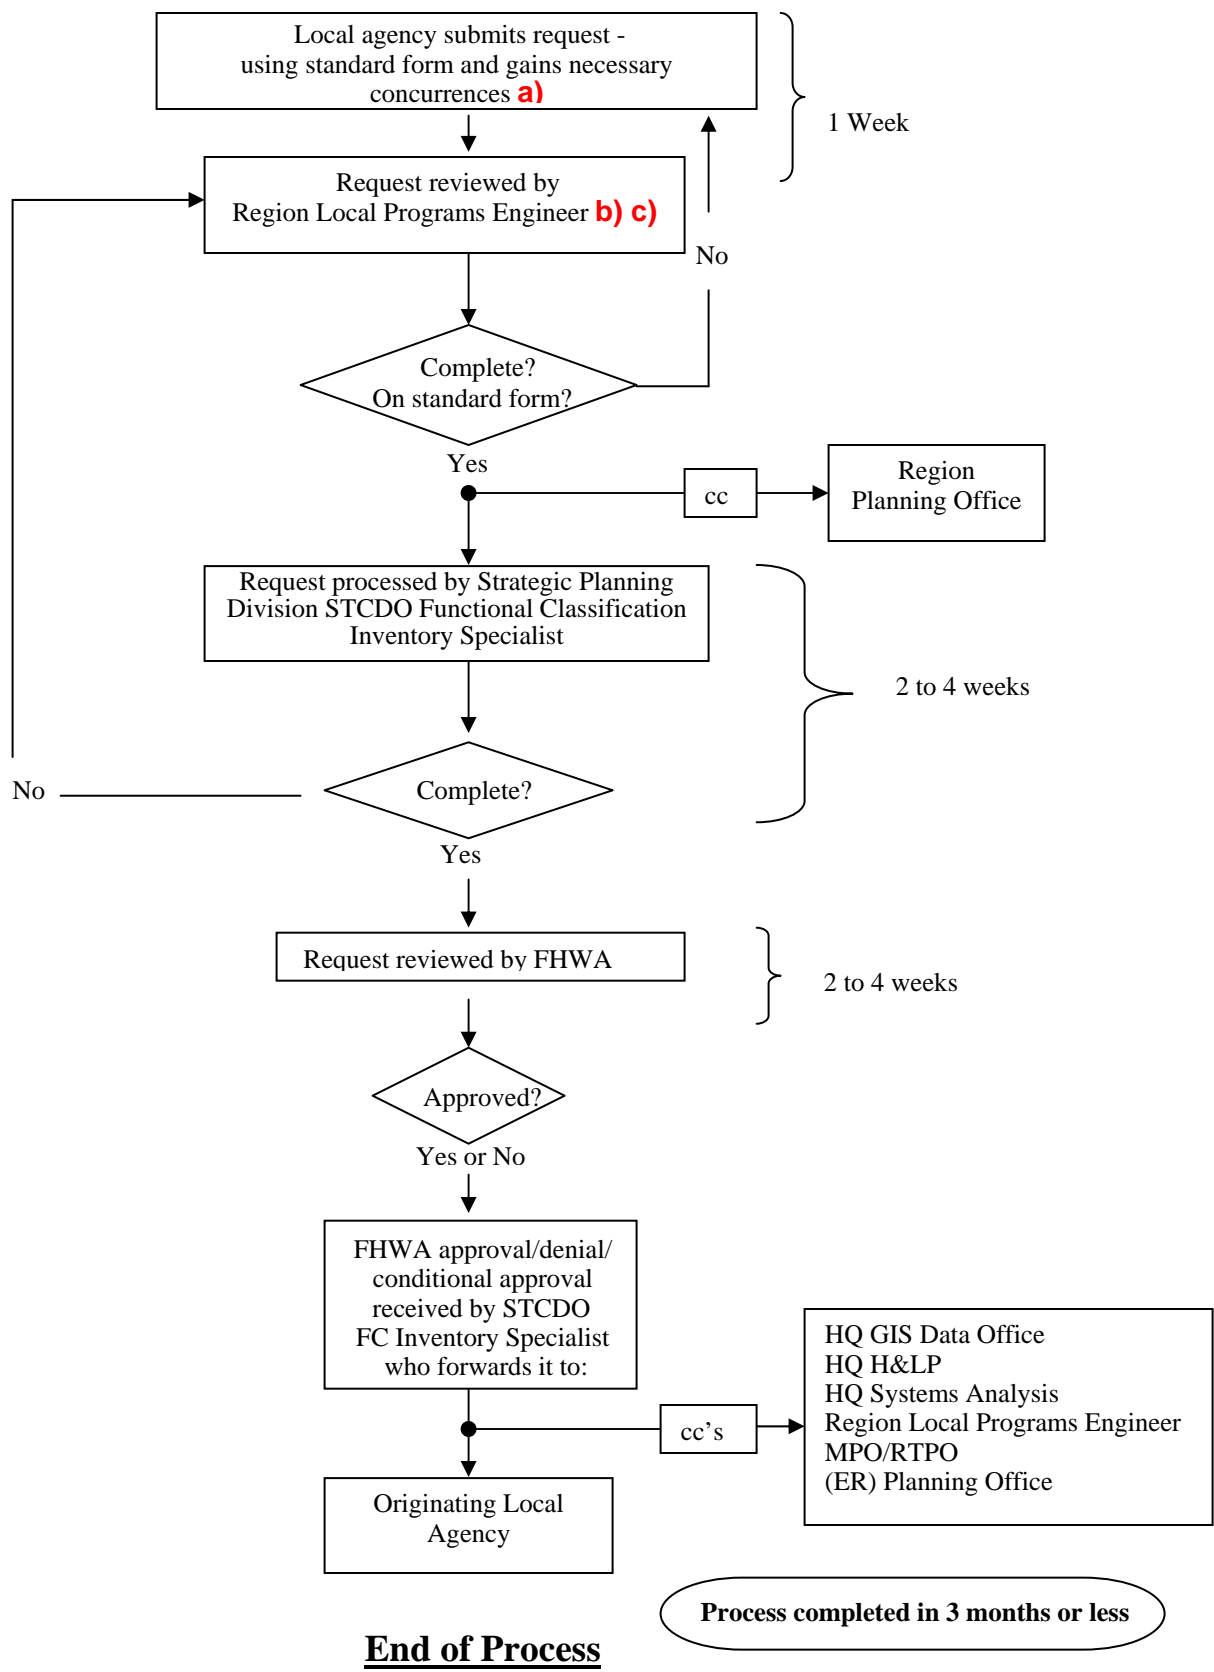 Local agency submits request -
using standard form and gains necessary
concurrences a)
1 Week
Request reviewed by
Region Local Programs Engineer b) c)
No
Complete?
On standard form?
Yes
cc
Region
Planning Office
Request processed by Strategic Planning
Division STCDO Functional Classification
Inventory Specialist
2 to 4 weeks
Complete?
No
Yes
Request reviewed by FHWA
2 to 4 weeks
Approved?
Yes or No
FHWA approval/denial/
conditional approval
received by STCDO
FC Inventory Specialist
who forwards it to:
cc's
HQ GIS Data Office
HQ H&LP
HQ Systems Analysis
Region Local Programs Engineer
MPO/RTPO
(ER) Planning Office
Originating Local
Agency
Process completed in 3 months or less
End of Process